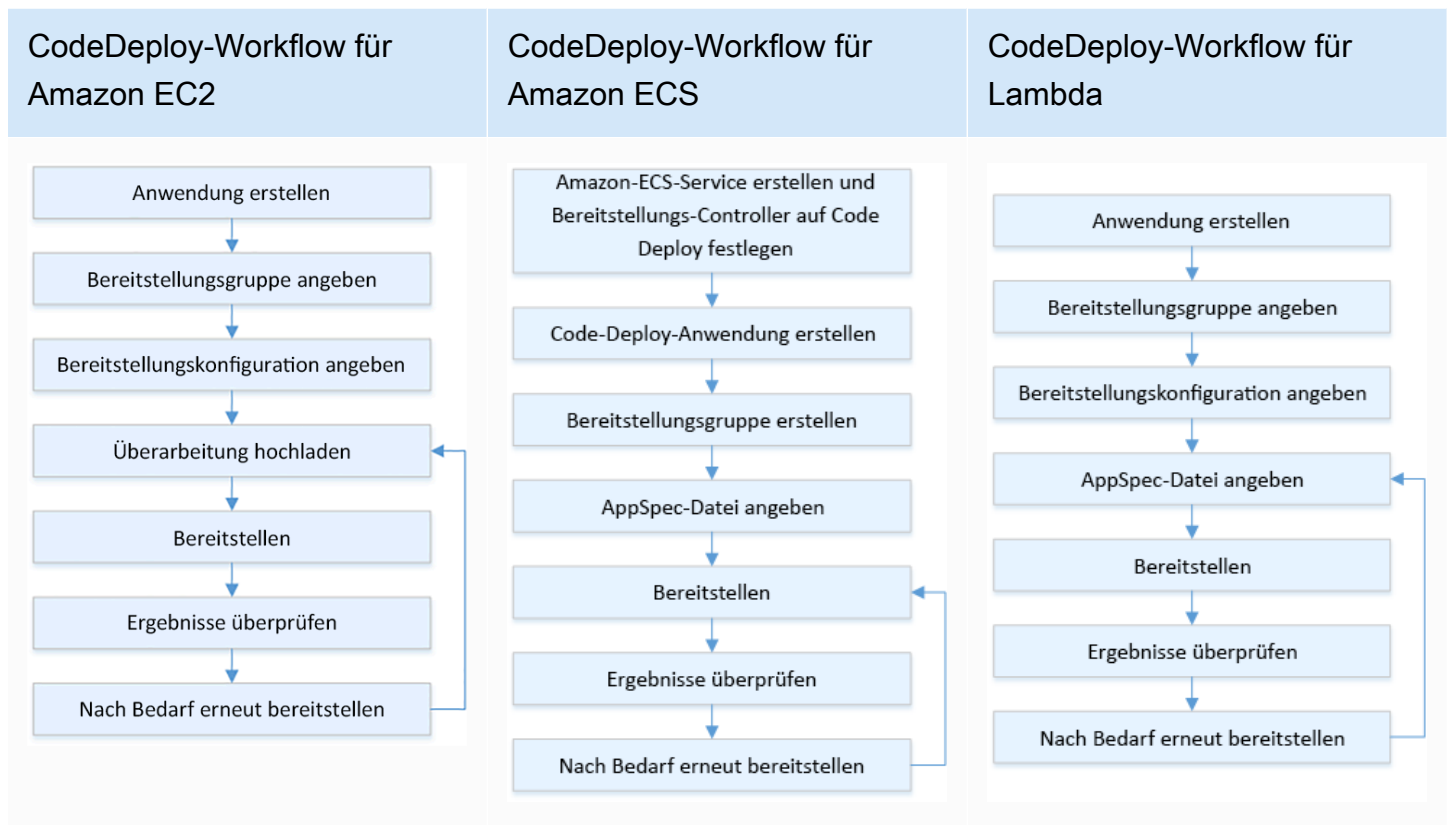 CodeDeploy-Workflow für
Amazon EC2
CodeDeploy-Workflow für
Amazon ECS
CodeDeploy-Workflow für
Lambda
Anwendung erstellen
Bereitstellungsgruppe angeben
Bereitstellungskonfiguration angeben
Überarbeitung hochladen
Bereitstellen
Ergebnisse überprüfen
Nach Bedarf erneut bereitstellen
Amazon-ECS-Service erstellen und
Bereitstellungs-Controller auf Code
Deploy festlegen
Code-Deploy-Anwendung erstellen
Bereitstellungsgruppe erstellen
AppSpec-Datei angeben
Bereitstellen
Ergebnisse überprüfen
Nach Bedarf erneut bereitstellen
Anwendung erstellen
Bereitstellungsgruppe angeben
Bereitstellungskonfiguration angeben
AppSpec-Datei angeben
Bereitstellen
Ergebnisse überprüfen
Nach Bedarf erneut bereitstellen